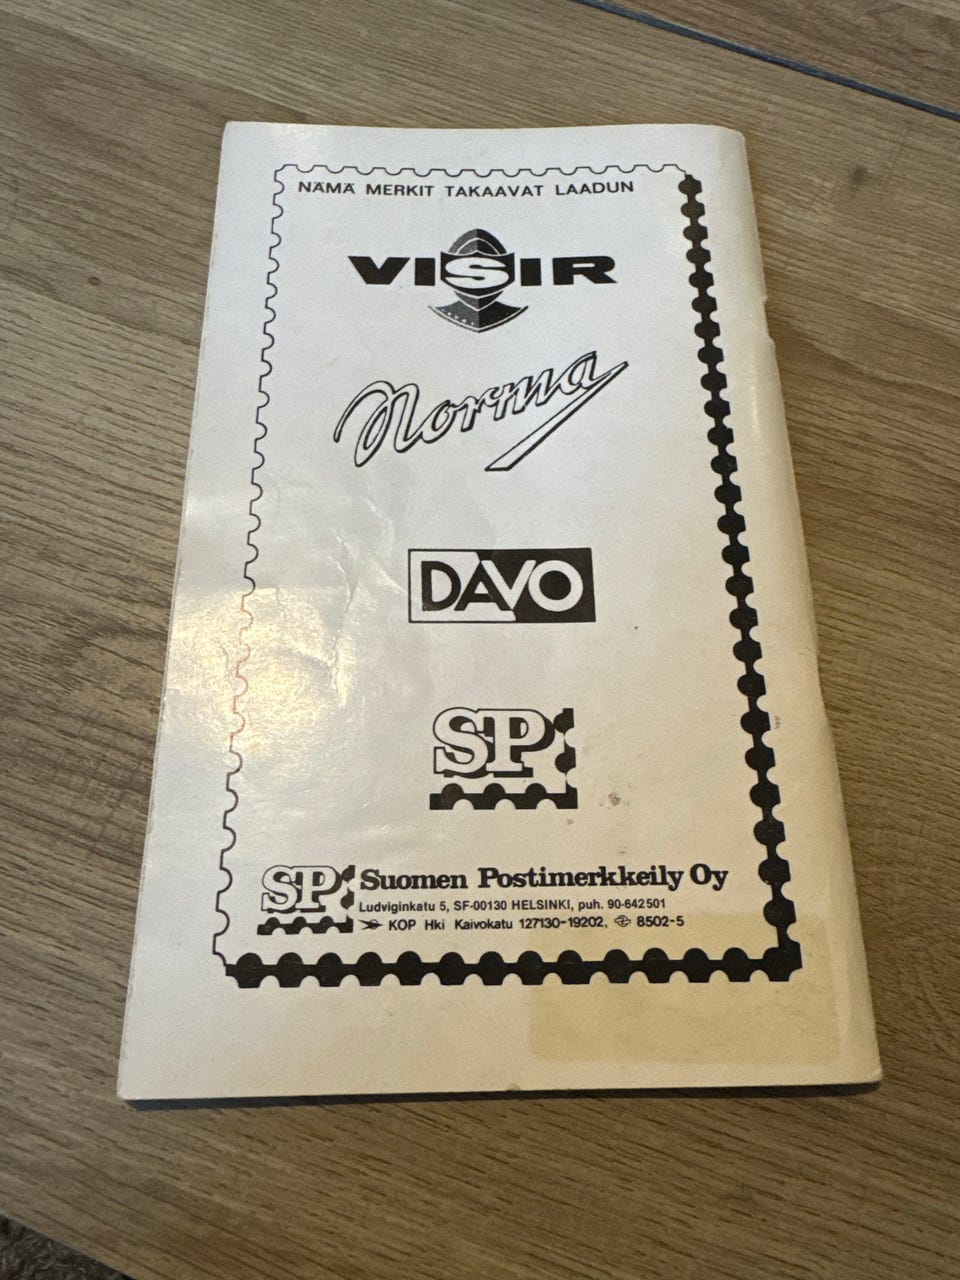 NÄMÄ MERKIT TAKAAVAT LAADUN
VISIR
Norma
DAVO
SP
SP Suomen Postimerkkeily Oy
Ludviginkatu 5, SF-00130 HELSINKI, puh. 90-642501
KOP Hki Kaivokatu 127130-19202, 8502-5